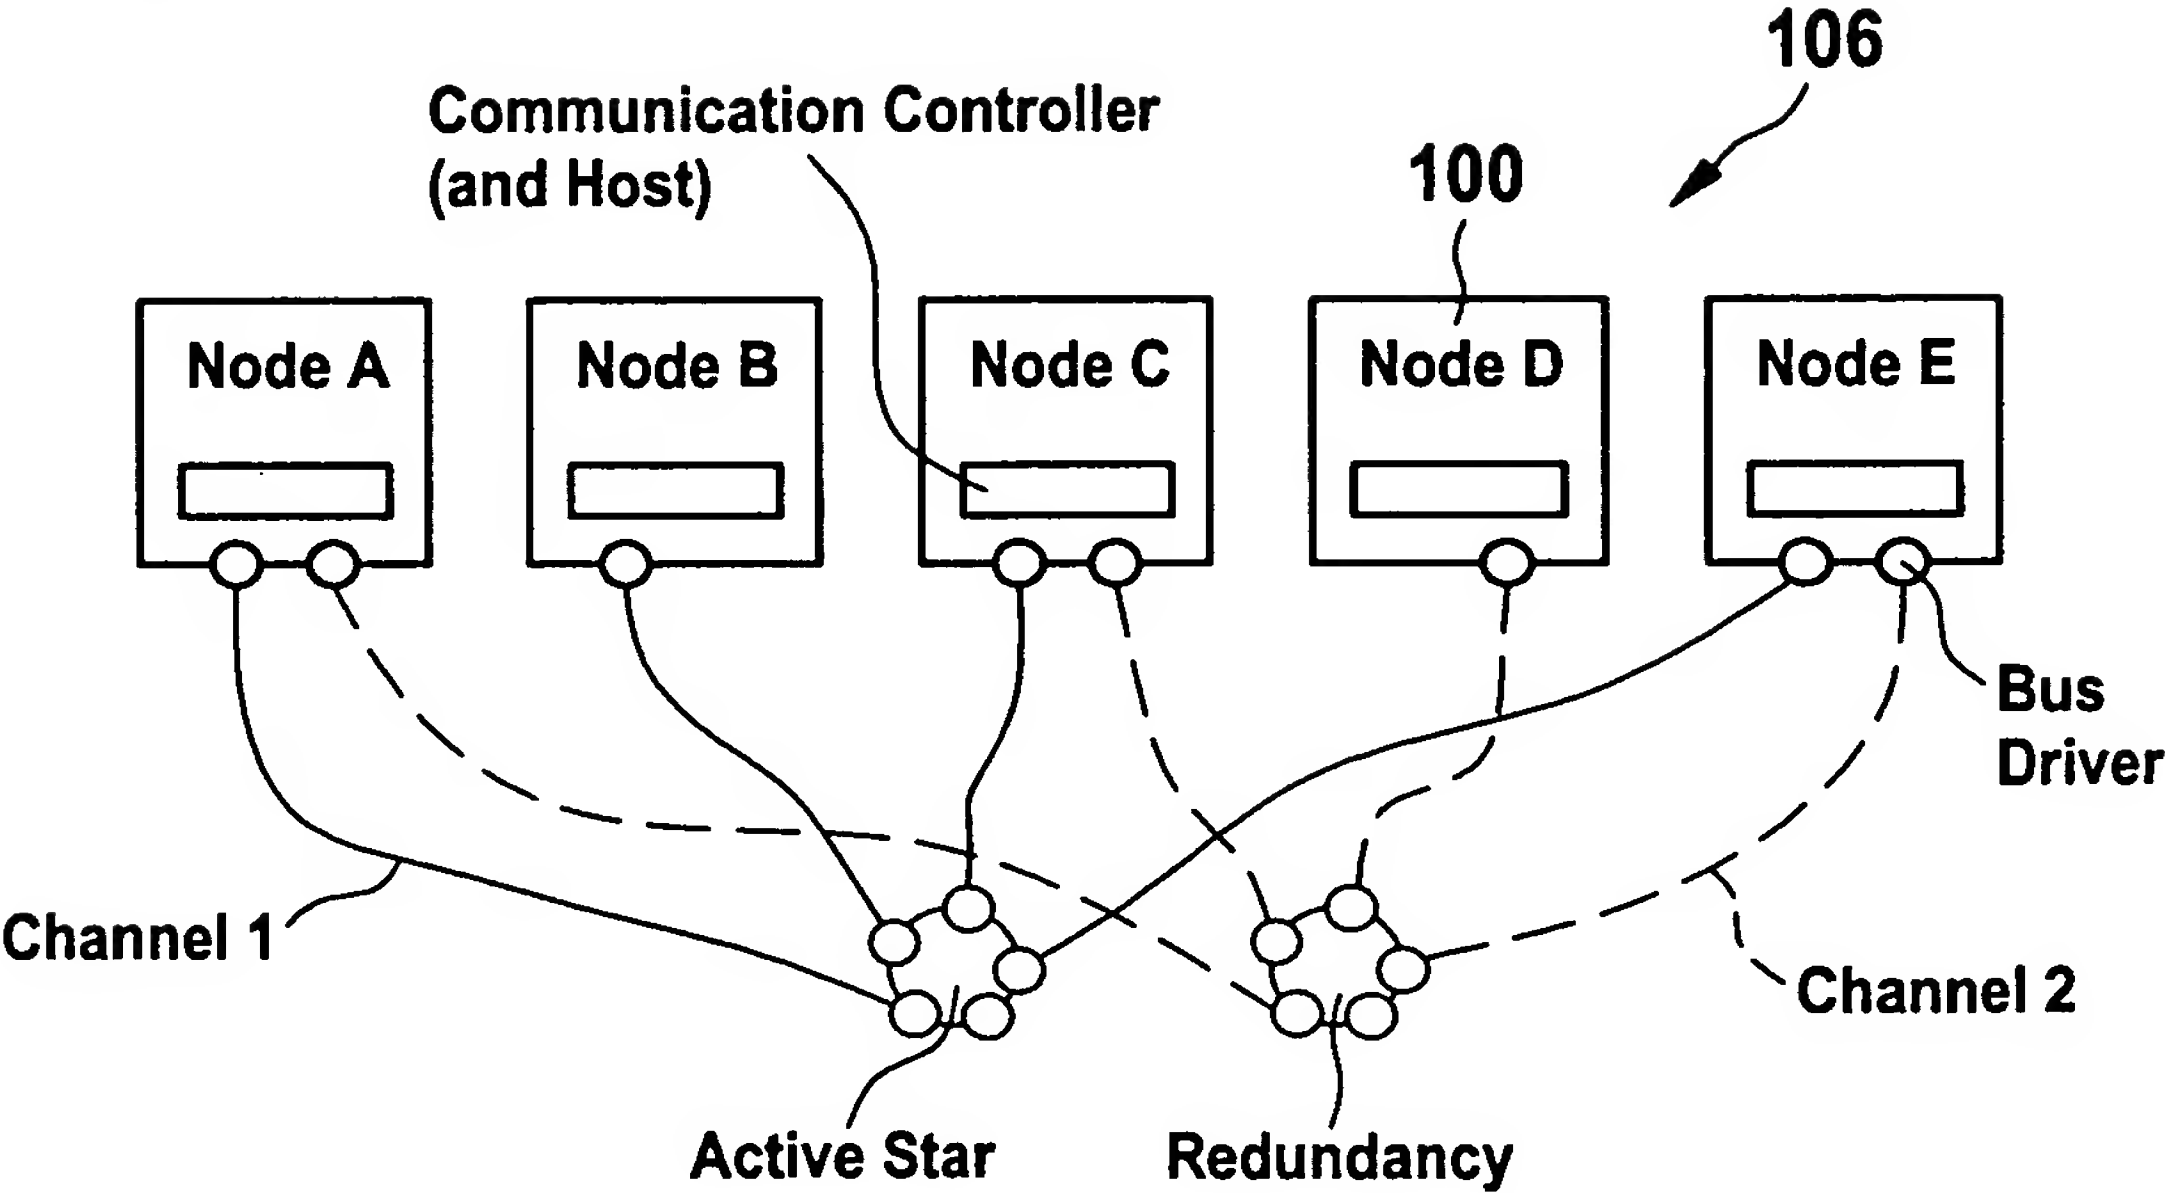 106
Communication Controller
(and Host)
100
Node A
Node B
Node C
Node D
Node E
Bus
Driver
Channel 1
Channel 2
Active Star
Redundancy